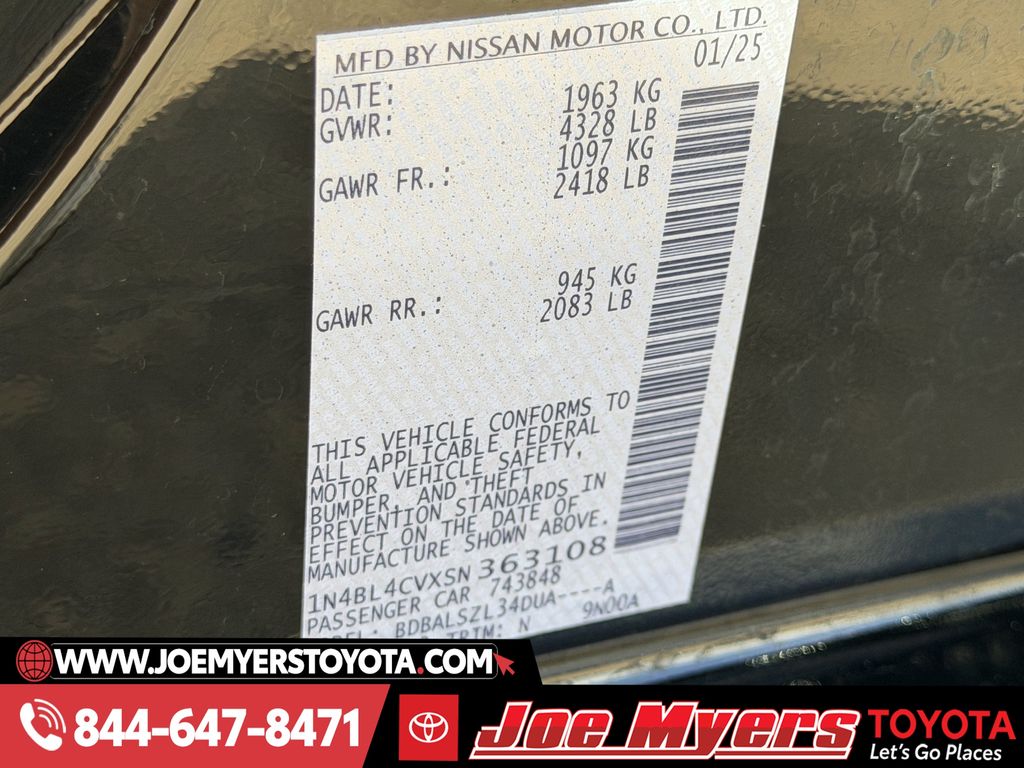 MFD BY NISSAN MOTOR CO., LTD.
DATE: 01/25
GVWR: 1963 KG
4328 LB
GAWR FR.: 1097 KG
2418 LB
GAWR RR.: 945 KG
2083 LB
THIS VEHICLE CONFORMS TO
ALL APPLICABLE FEDERAL
MOTOR VEHICLE SAFETY,
BUMPER, AND THEFT
PREVENTION STANDARDS IN
EFFECT ON THE DATE OF
MANUFACTURE SHOWN ABOVE.
1N4BL4CVXSN 363108
PASSENGER CAR 743848
BDBALSZL34DUA----A
TRIM: N 9N00A
WWW.JOEMYERSTOYOTA.COM
844-647-8471
Joe Myers TOYOTA
Let's Go Places